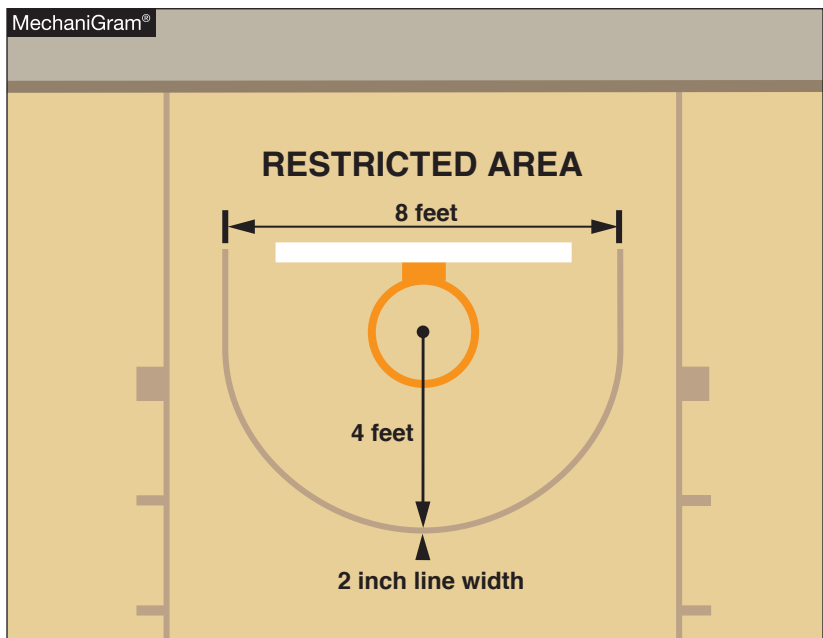 MechaniGram®
RESTRICTED AREA
8 feet
4 feet
2 inch line width